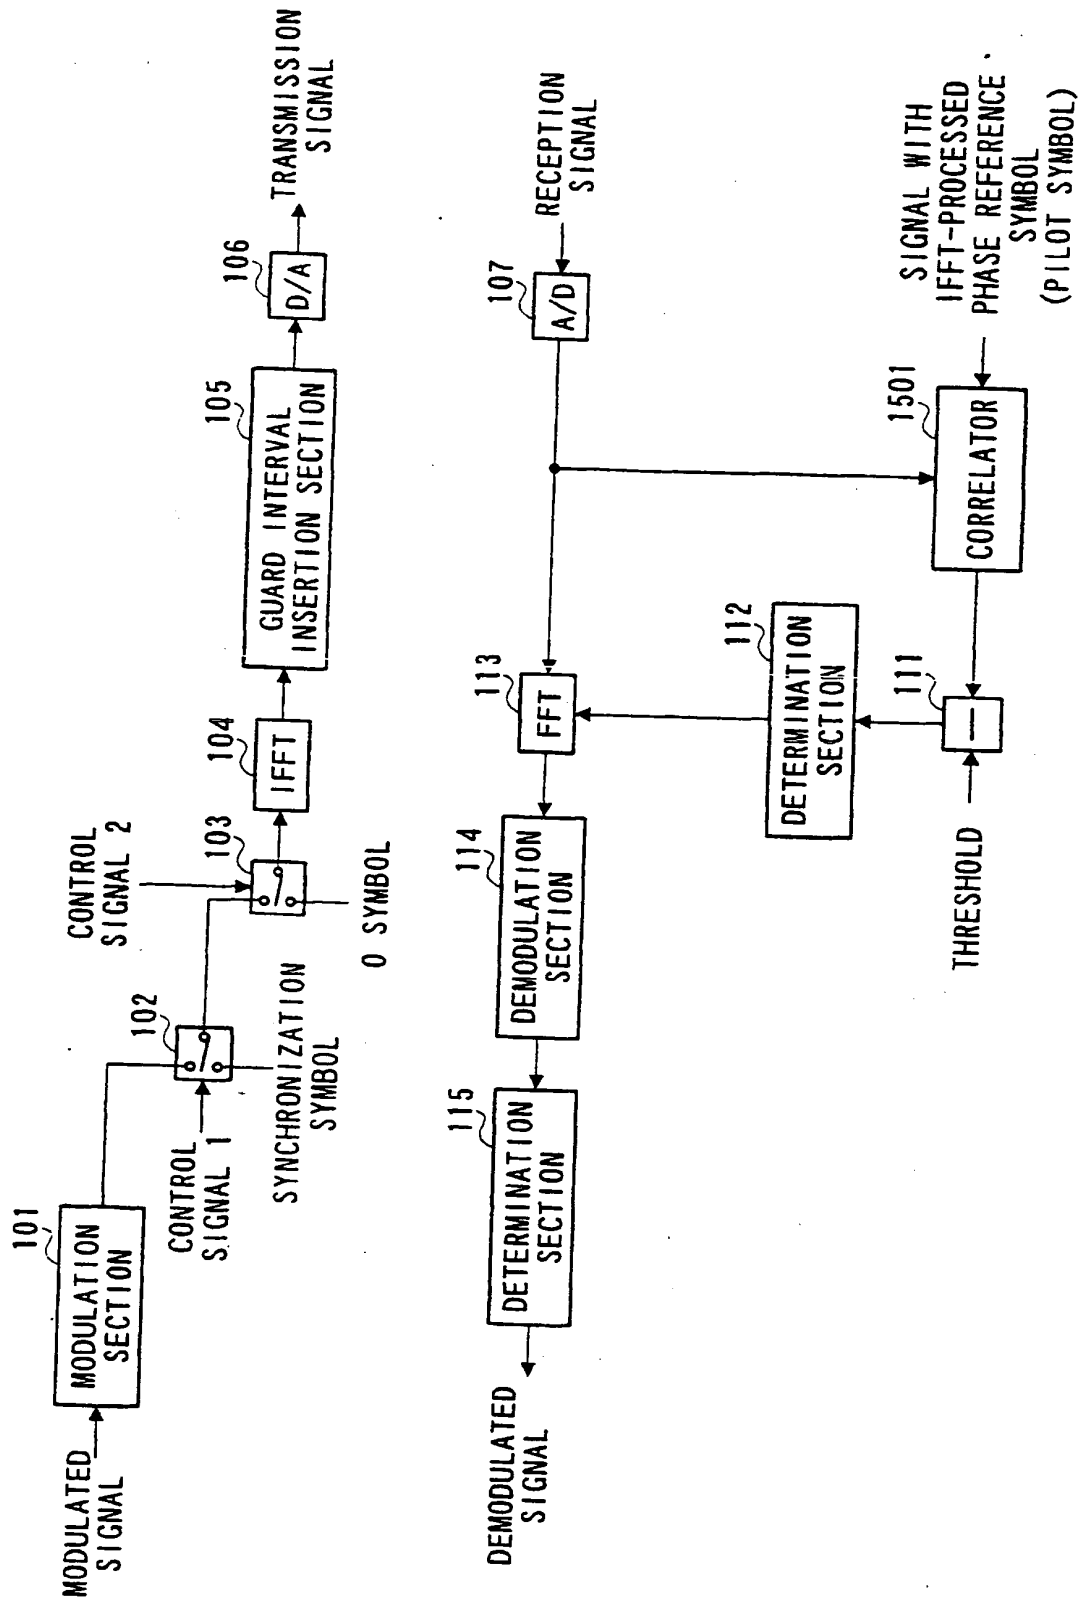 MODULATED
SIGNAL
101
MODULATION
SECTION
CONTROL
SIGNAL 1
102
SYNCHRONIZATION
SYMBOL
CONTROL
SIGNAL 2
103
0 SYMBOL
104
IFFT
105
GUARD INTERVAL
INSERTION SECTION
106
D/A
TRANSMISSION
SIGNAL
DEMODULATED
SIGNAL
115
DETERMINATION
SECTION
114
DEMODULATION
SECTION
113
FFT
107
A/D
RECEPTION
SIGNAL
112
DETERMINATION
SECTION
THRESHOLD
111
1501
CORRELATOR
SIGNAL WITH
IFFT-PROCESSED
PHASE REFERENCE
SYMBOL
(PILOT SYMBOL)